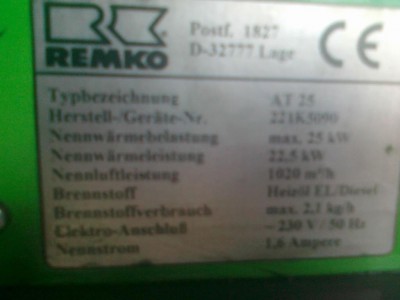 REMKO
Postf. 1827
D-32777 Lage
CE
Typbezeichnung AT 25
Herstell-/Geräte-Nr. 221K5090
Nennwärmebelastung max. 25 kW
Nennwärmeleistung 22,5 kW
Nennluftleistung 1020 m³/h
Brennstoff Heizöl EL/Diesel
Brennstoffverbrauch max. 2,1 kg/h
Elektro-Anschluß ~ 230 V / 50 Hz
Nennstrom 1,6 Ampere